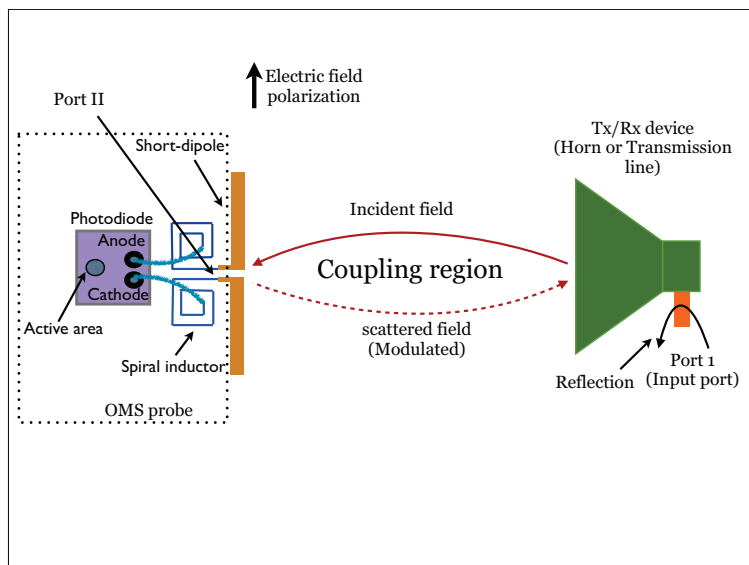 Electric field
polarization
Port II
Short-dipole
Tx/Rx device
(Horn or Transmission
line)
Photodiode
Anode
Cathode
Active area
Incident field
Coupling region
scattered field
(Modulated)
Spiral inductor
OMS probe
Reflection
Port 1
(Input port)